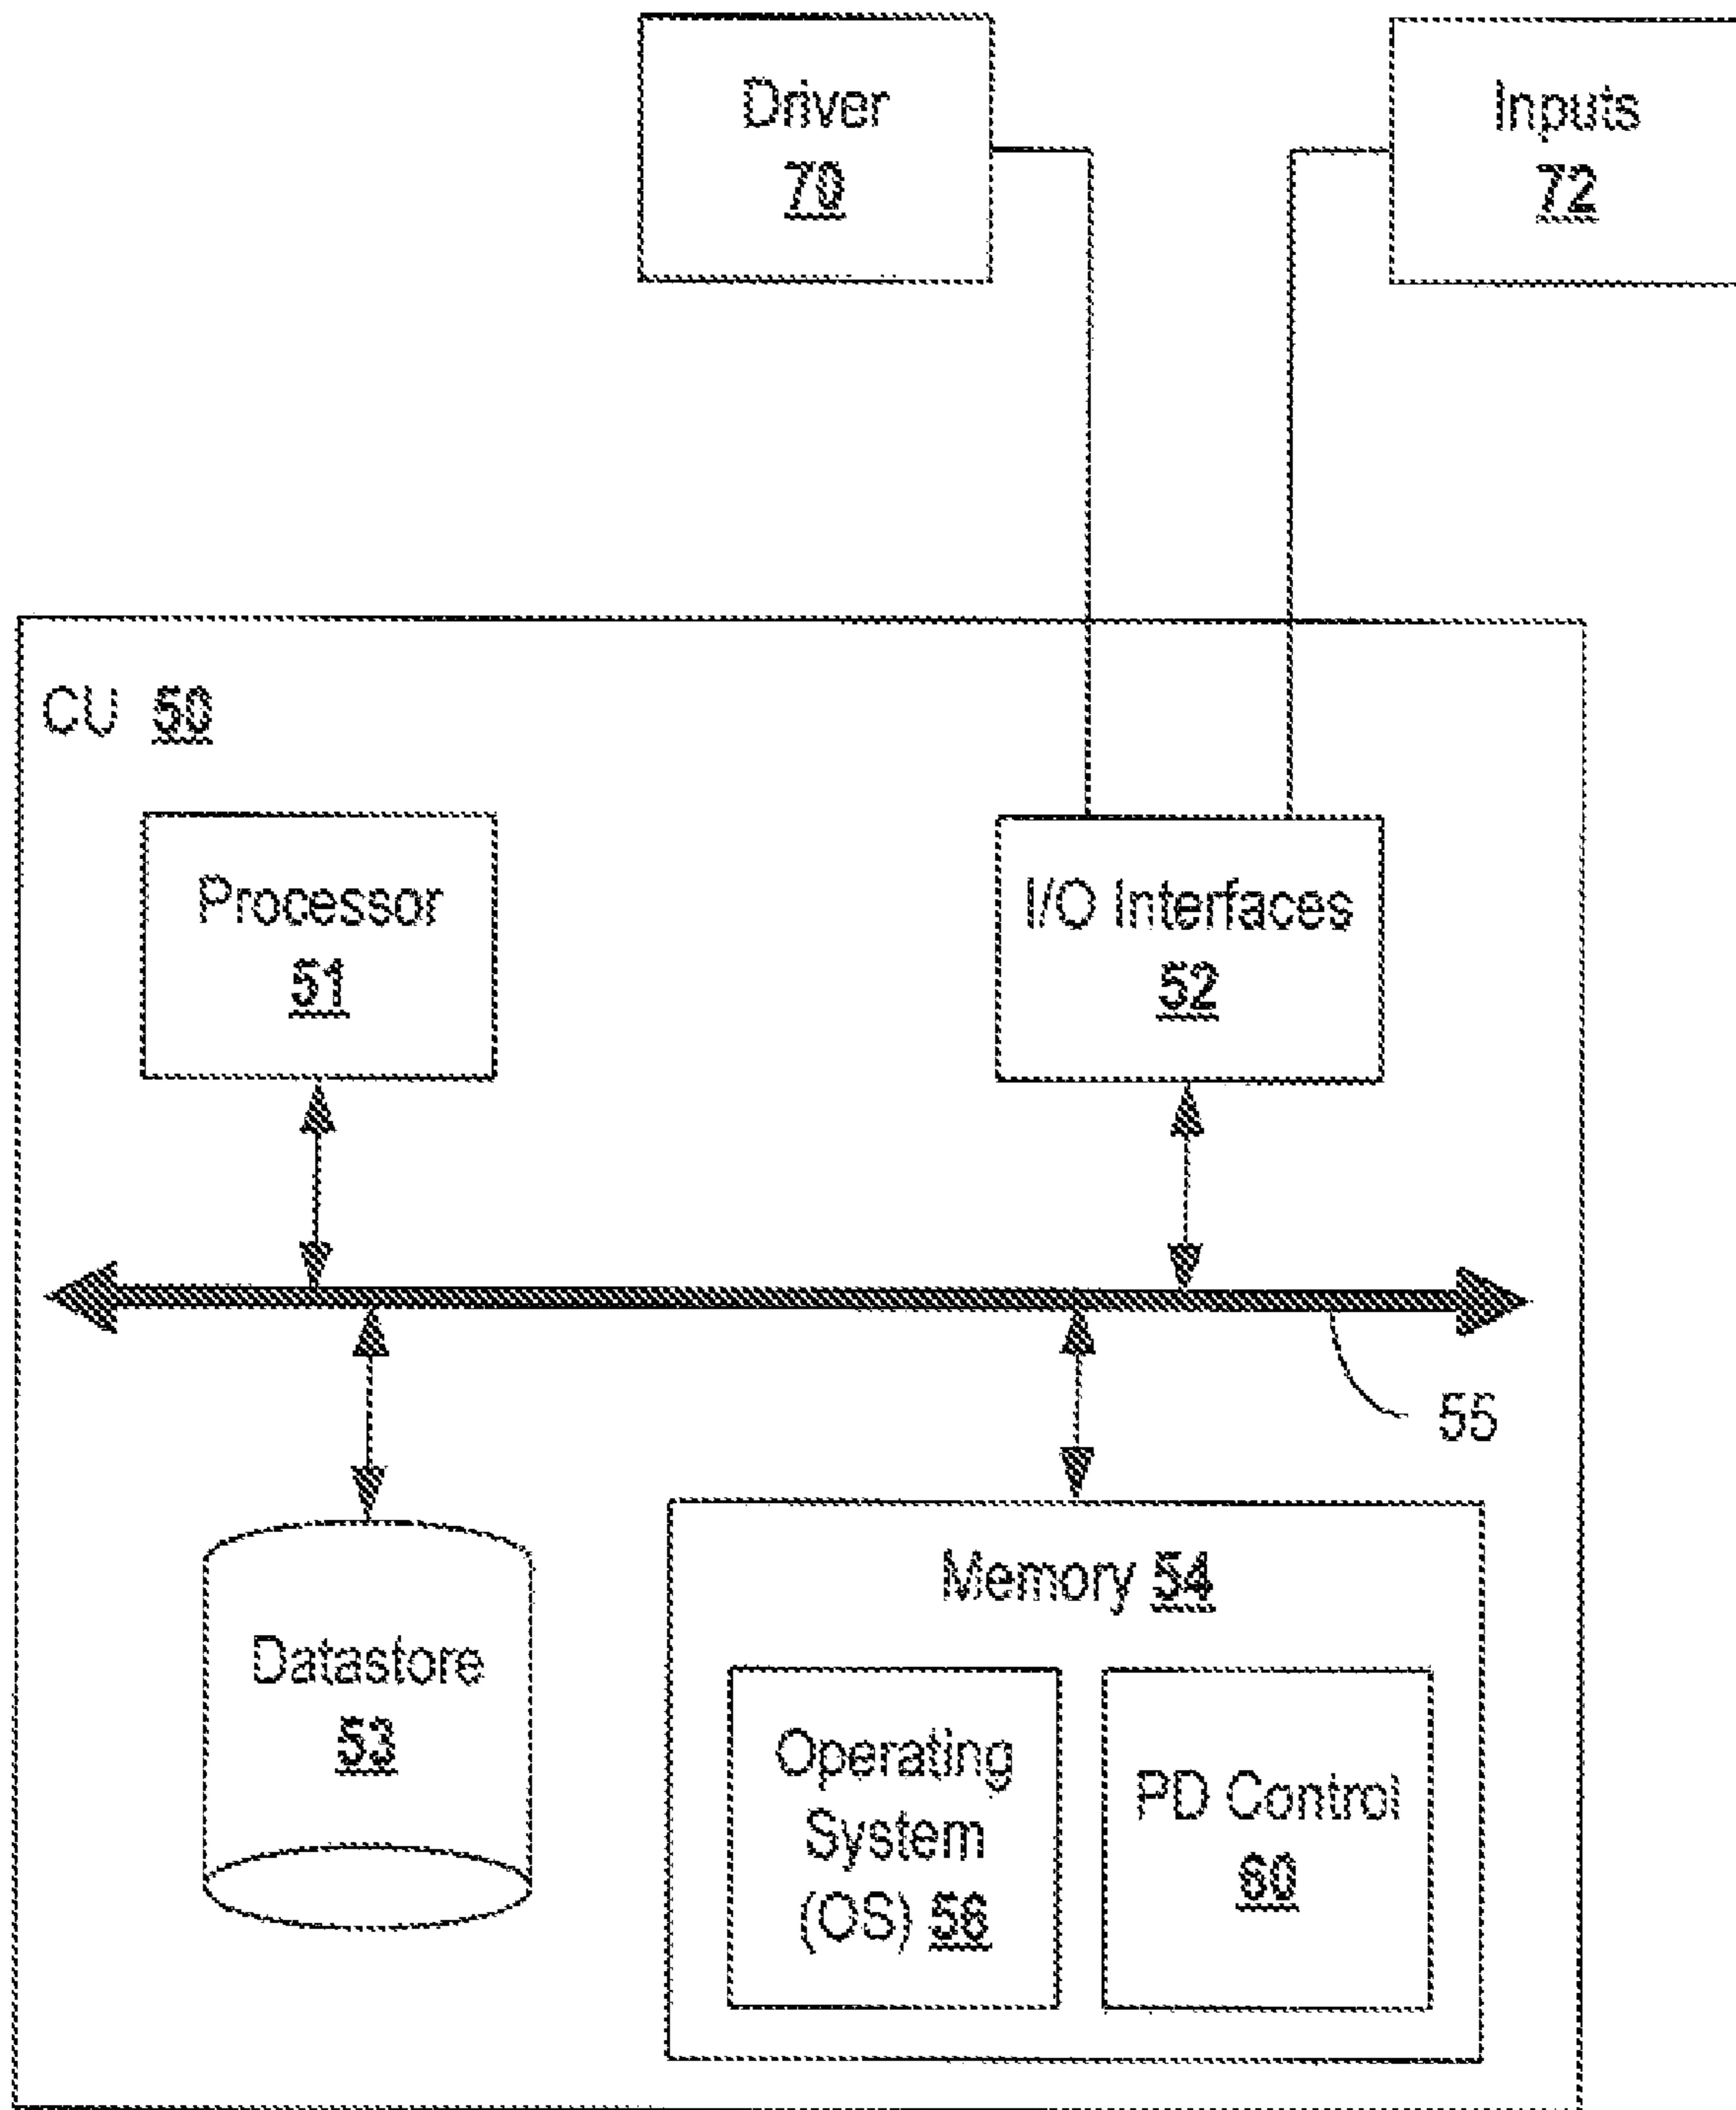 Driver
70
Inputs
72
CU 50
Processor
51
I/O Interfaces
52
55
Memory 54
Datastore
53
Operating
System
(OS) 56
PD Control
60